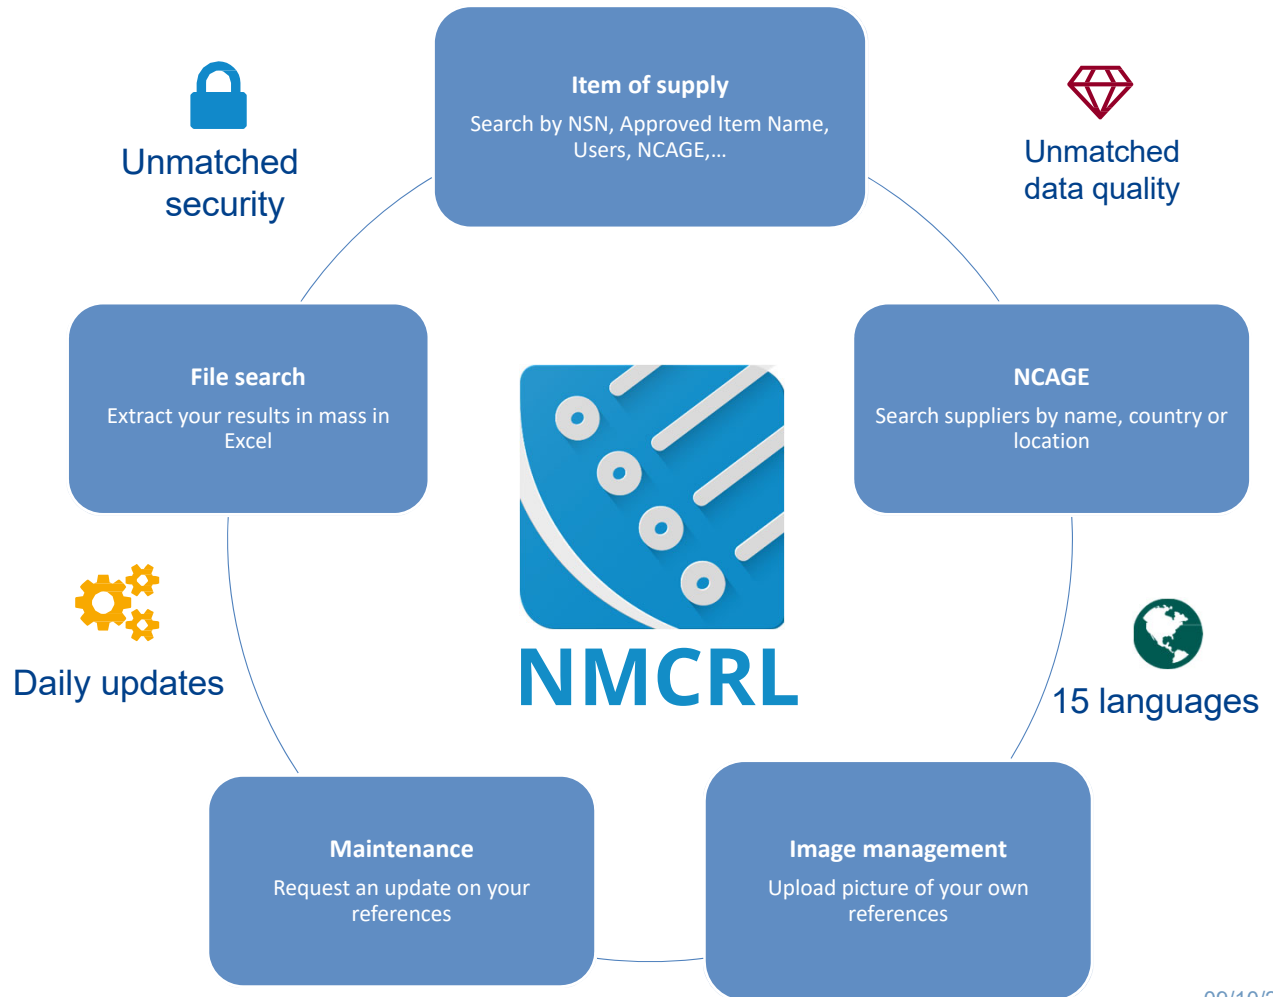 Item of supply
Search by NSN, Approved Item Name,
Users, NCAGE,...
Unmatched
security
Unmatched
data quality
File search
Extract your results in mass in
Excel
NCAGE
Search suppliers by name, country or
location
NMCRL
Daily updates
15 languages
Maintenance
Request an update on your
references
Image management
Upload picture of your own
references